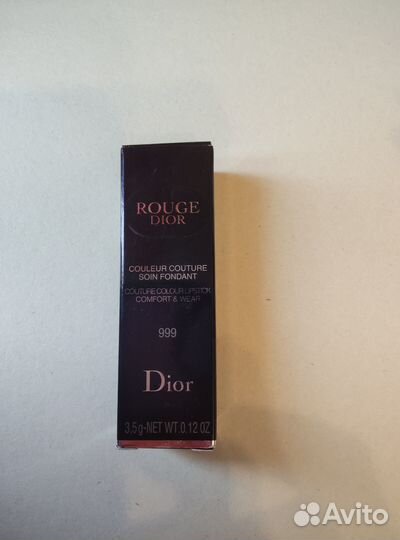 ROUGE
DIOR
COULEUR COUTURE
SOIN FONDANT
COUTURE COLOUR LIPSTICK
COMFORT & WEAR
999
Dior
3,5g-NET WT.0.12 OZ
Avito